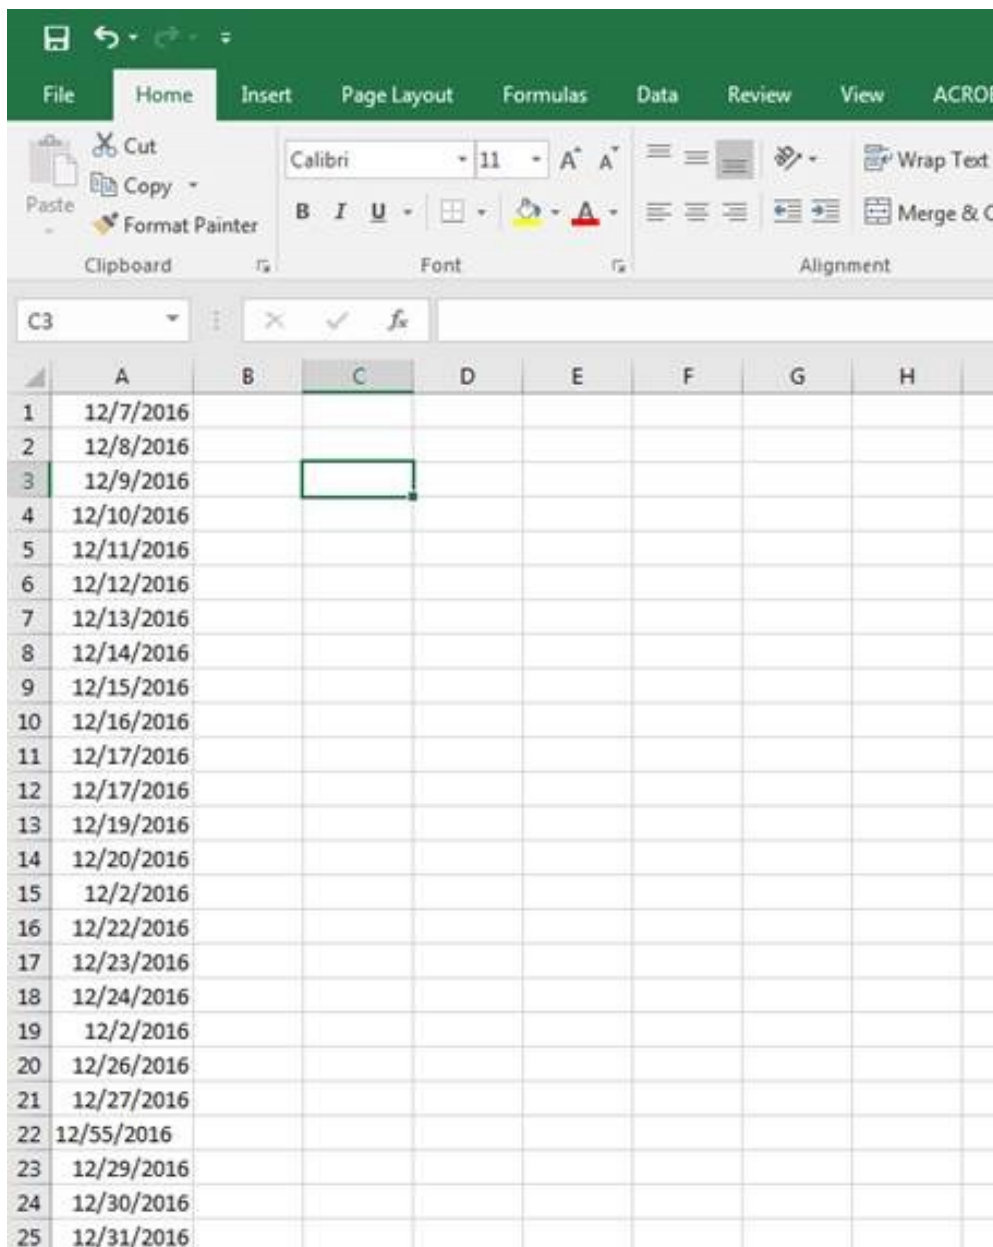 File Home Insert Page Layout Formulas Data Review View
Cut
Calibri 11 A A Wrap Text
Copy
Paste
B I U A Merge &
Format Painter
Clipboard Font Alignment
C3 fx
A B C D E F G H
1 12/7/2016
2 12/8/2016
3 12/9/2016
4 12/10/2016
5 12/11/2016
6 12/12/2016
7 12/13/2016
8 12/14/2016
9 12/15/2016
10 12/16/2016
11 12/17/2016
12 12/17/2016
13 12/19/2016
14 12/20/2016
15 12/2/2016
16 12/22/2016
17 12/23/2016
18 12/24/2016
19 12/2/2016
20 12/26/2016
21 12/27/2016
22 12/55/2016
23 12/29/2016
24 12/30/2016
25 12/31/2016